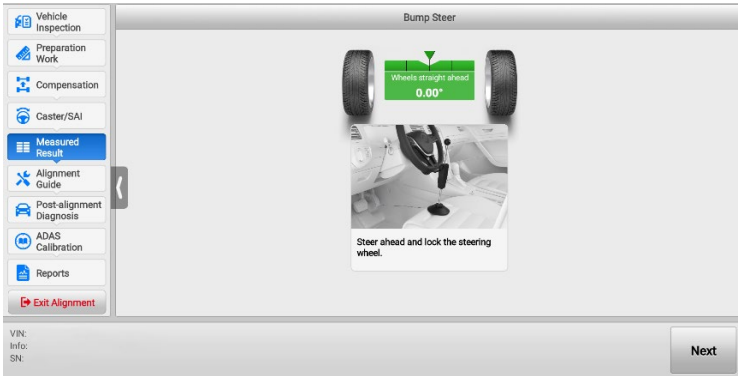 Bump Steer
Vehicle
Inspection
Preparation
Work
Compensation
Caster/SAI
Measured
Result
Alignment
Guide
Post-alignment
Diagnosis
ADAS
Calibration
Reports
Exit Alignment
Wheels straight ahead
0.00°
Steer ahead and lock the steering
wheel.
VIN:
Info:
SN:
Next